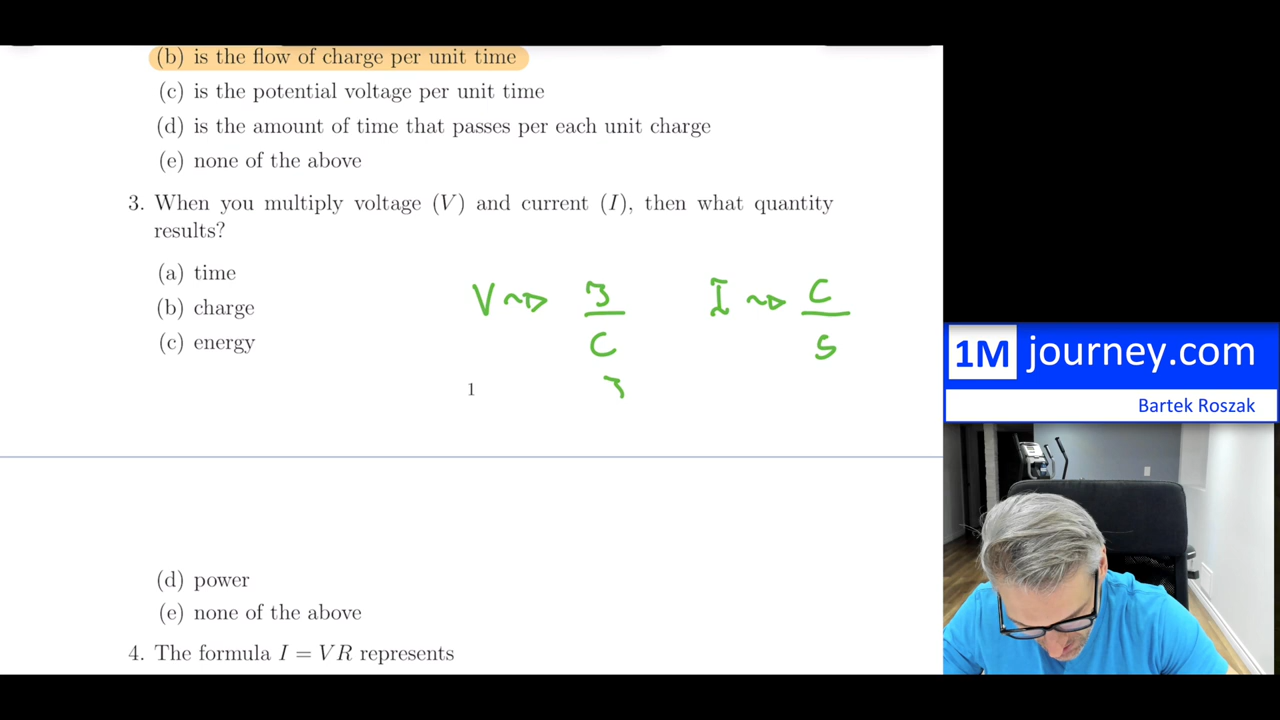 (b) is the flow of charge per unit time
(c) is the potential voltage per unit time
(d) is the amount of time that passes per each unit charge
(e) none of the above
3. When you multiply voltage (V) and current (I), then what quantity
results?
(a) time
(b) charge
(c) energy
V ⇝ J/C I ⇝ C/S
J
1
(d) power
(e) none of the above
4. The formula I = VR represents
1M journey.com
Bartek Roszak